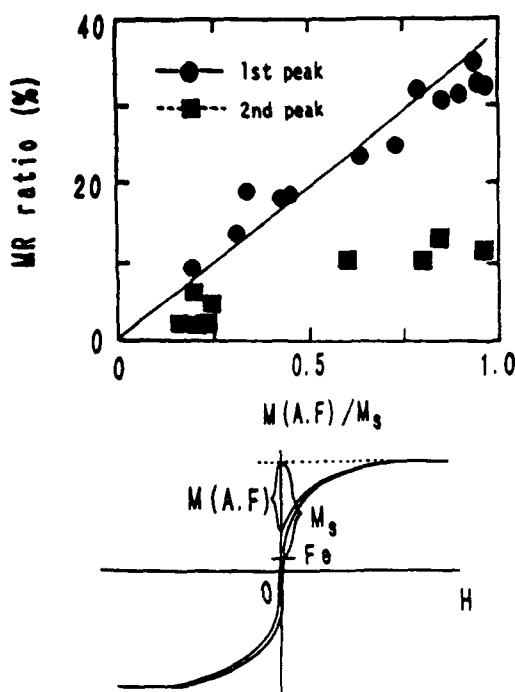 40
1st peak
2nd peak
MR ratio (%)
20
0
0
0.5
1.0
M(A.F)/Ms
M(A.F)
Ms
Fe
0
H